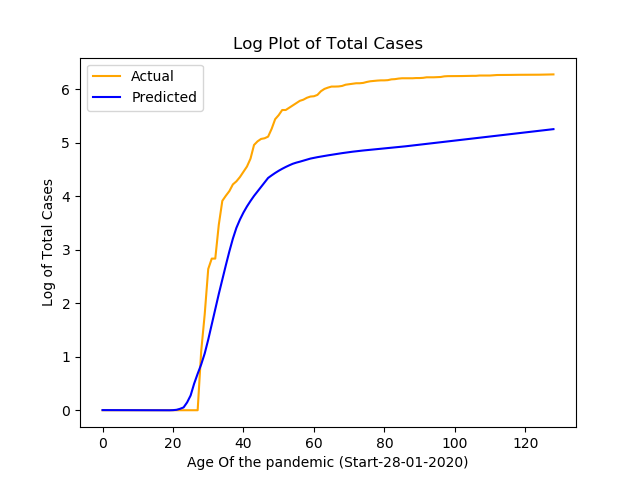 Log Plot of Total Cases
Actual
Predicted
Log of Total Cases
6
5
4
3
2
1
0
0 20 40 60 80 100 120
Age Of the pandemic (Start-28-01-2020)